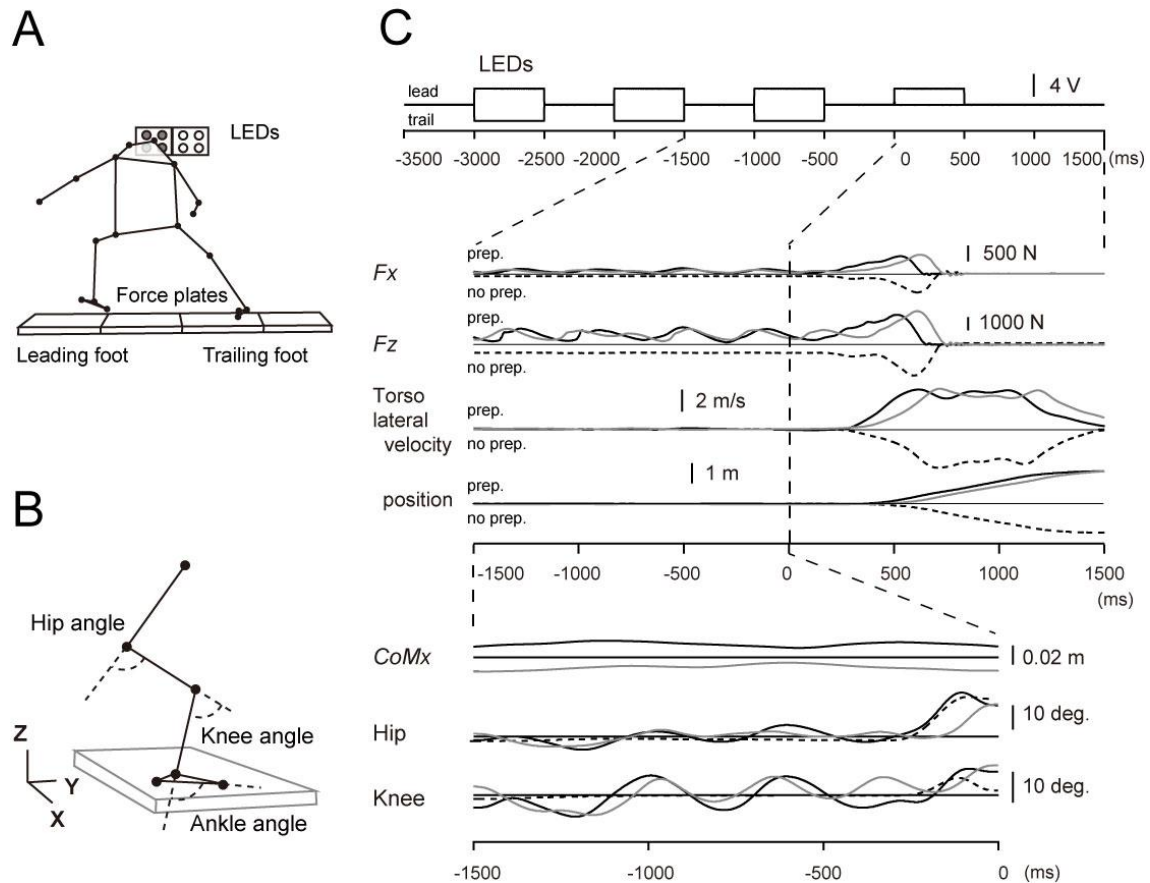 A
LEDs
Force plates
Leading foot
Trailing foot
B
Hip angle
Knee angle
Z
Y
X
Ankle angle
C
LEDs
lead
trail
4 V
-3500 -3000 -2500 -2000 -1500 -1000 -500 0 500 1000 1500 (ms)
Fx
prep.
no prep.
500 N
Fz
prep.
no prep.
1000 N
Torso
lateral
velocity
prep.
no prep.
2 m/s
position
prep.
no prep.
1 m
-1500 -1000 -500 0 500 1000 1500
(ms)
CoMx
0.02 m
Hip
10 deg.
Knee
10 deg.
-1500 -1000 -500 0 (ms)